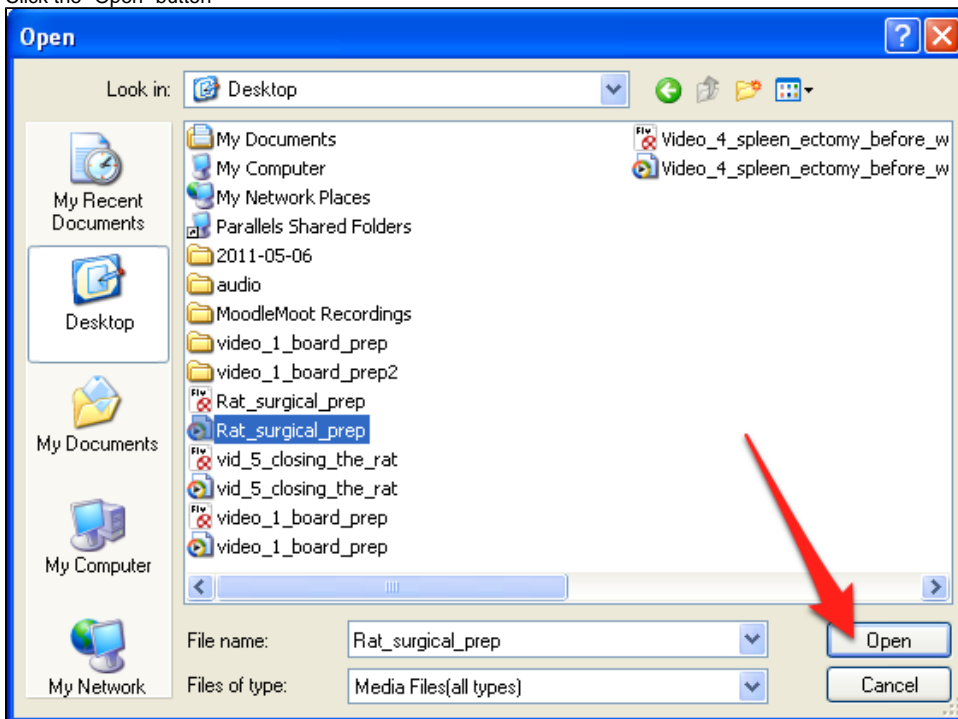 Click the "Open" button
Open
Look in:
Desktop
My Recent
Documents
Desktop
My Documents
My Computer
My Network
My Documents
My Computer
My Network Places
Parallels Shared Folders
2011-05-06
audio
MoodleMoot Recordings
video_1_board_prep
video_1_board_prep2
Rat_surgical_prep
Rat_surgical_prep
vid_5_closing_the_rat
vid_5_closing_the_rat
video_1_board_prep
video_1_board_prep
Video_4_spleen_ectomy_before_w
Video_4_spleen_ectomy_before_w
File name:
Rat_surgical_prep
Open
Files of type:
Media Files(all types)
Cancel